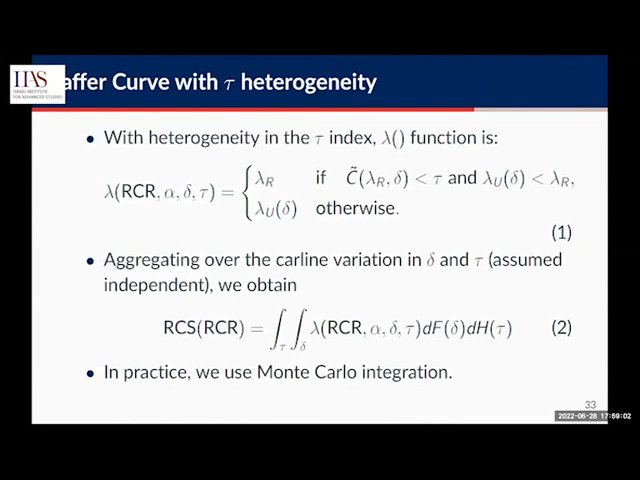 IIAS
ISRAEL INSTITUTE
FOR ADVANCED STUDIES
affer Curve with τ heterogeneity
• With heterogeneity in the τ index, λ() function is:
λ(RCR, α, δ, τ) = { λ_R if C̃(λ_R, δ) < τ and λ_U(δ) < λ_R,
λ_U(δ) otherwise.
(1)
• Aggregating over the carline variation in δ and τ (assumed
independent), we obtain
RCS(RCR) = ∫_τ ∫_δ λ(RCR, α, δ, τ)dF(δ)dH(τ) (2)
• In practice, we use Monte Carlo integration.
33
2022-06-28 17:59:02